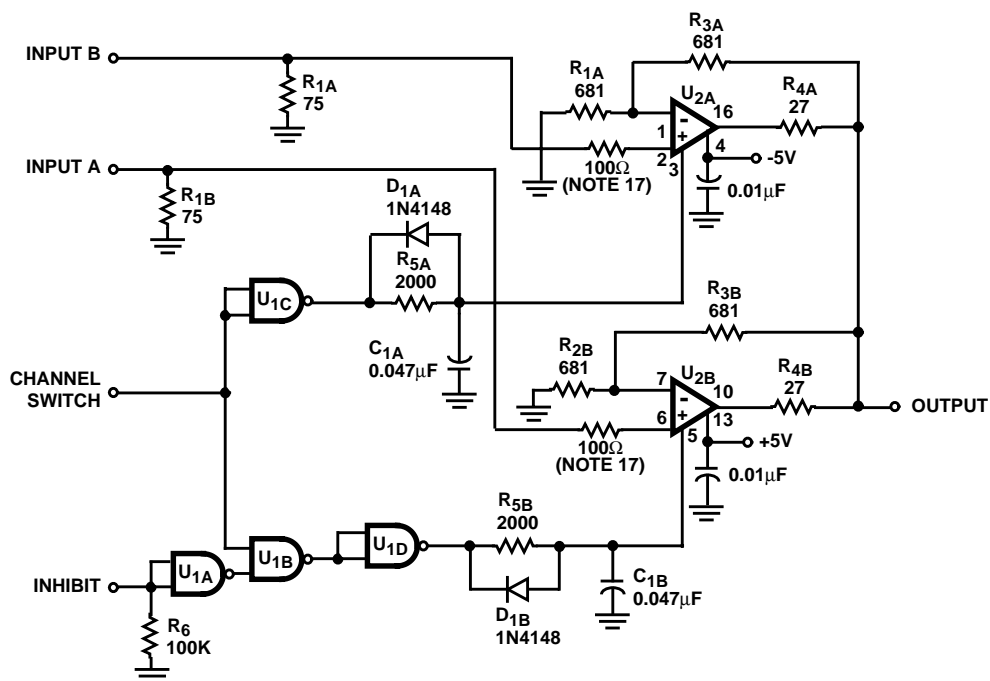 INPUT B
R1A
75
INPUT A
R1B
75
R3A
681
R1A
681
U2A
16
R4A
27
-
+
1
2
3
4
-5V
100Ω
(NOTE 17)
0.01µF
D1A
1N4148
R5A
2000
U1C
C1A
0.047µF
R3B
681
R2B
681
U2B
7
10
R4B
27
-
+
6
5
13
OUTPUT
+5V
100Ω
(NOTE 17)
0.01µF
CHANNEL
SWITCH
R5B
2000
U1D
U1B
U1A
INHIBIT
R6
100K
D1B
1N4148
C1B
0.047µF